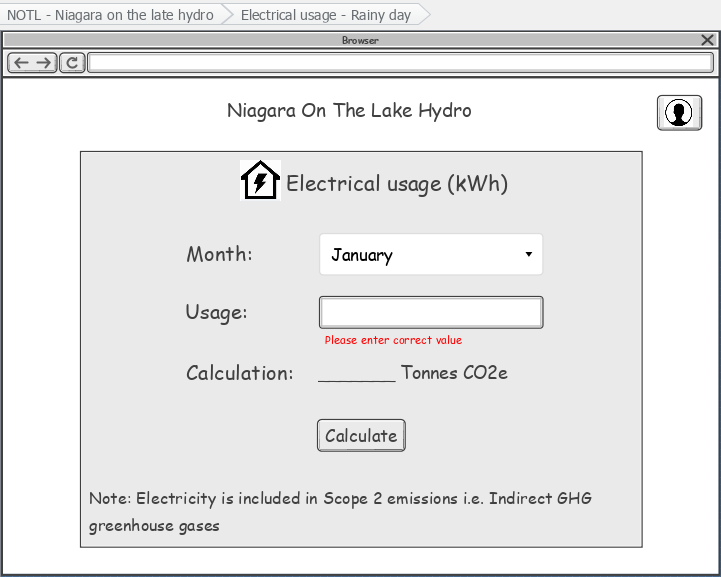 NOTL - Niagara on the late hydro
Electrical usage - Rainy day
Browser
Niagara On The Lake Hydro
Electrical usage (kWh)
Month:
January
Usage:
Please enter correct value
Calculation:
________ Tonnes CO2e
Calculate
Note: Electricity is included in Scope 2 emissions i.e. Indirect GHG
greenhouse gases